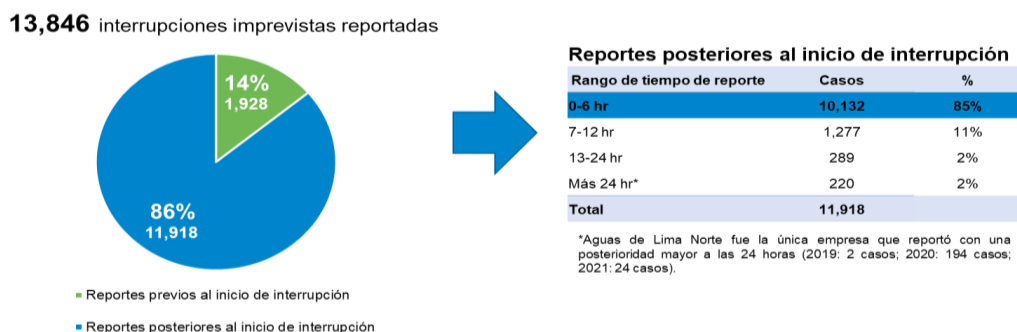 13,846 interrupciones imprevistas reportadas
14%
1,928
86%
11,918
Reportes previos al inicio de interrupción
Reportes posteriores al inicio de interrupción
Reportes posteriores al inicio de interrupción
Rango de tiempo de reporte Casos %
0-6 hr 10,132 85%
7-12 hr 1,277 11%
13-24 hr 289 2%
Más 24 hr* 220 2%
Total 11,918
*Aguas de Lima Norte fue la única empresa que reportó con una
posterioridad mayor a las 24 horas (2019: 2 casos; 2020: 194 casos;
2021: 24 casos).